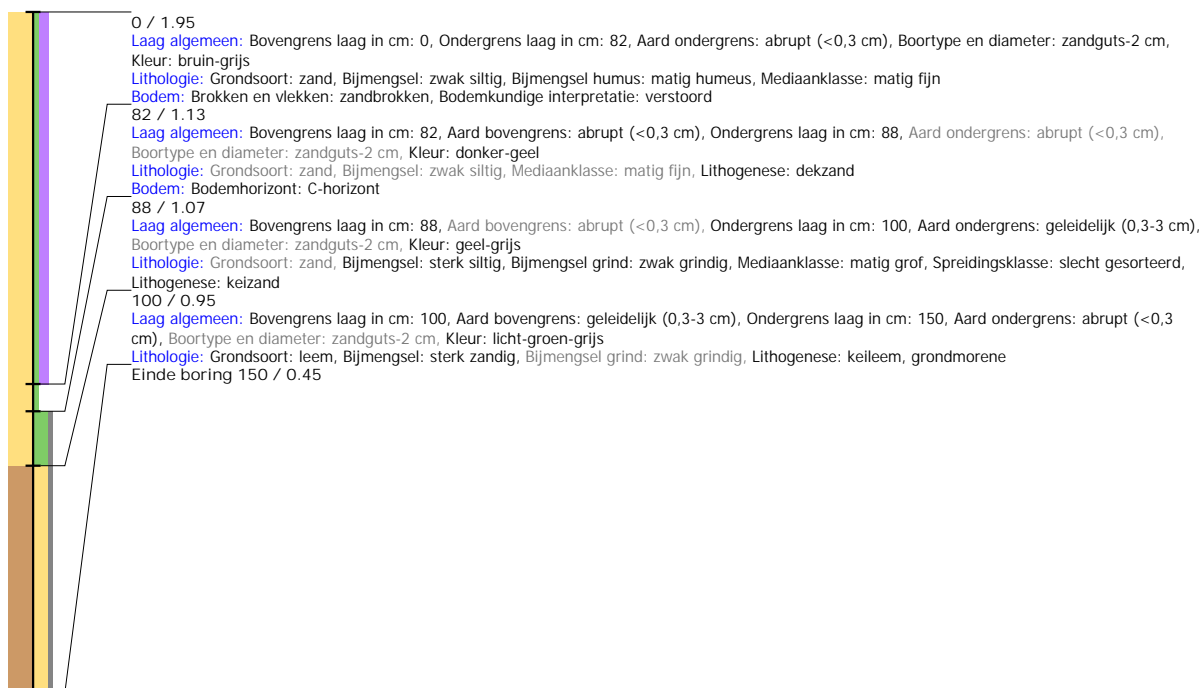 0 / 1.95
Laag algemeen: Bovengrens laag in cm: 0, Ondergrens laag in cm: 82, Aard ondergrens: abrupt (<0,3 cm), Boortype en diameter: zandguts-2 cm,
Kleur: bruin-grijs
Lithologie: Grondsoort: zand, Bijmengsel: zwak siltig, Bijmengsel humus: matig humeus, Mediaanklasse: matig fijn
Bodem: Brokken en vlekken: zandbrokken, Bodemkundige interpretatie: verstoord
82 / 1.13
Laag algemeen: Bovengrens laag in cm: 82, Aard bovengrens: abrupt (<0,3 cm), Ondergrens laag in cm: 88, Aard ondergrens: abrupt (<0,3 cm),
Boortype en diameter: zandguts-2 cm, Kleur: donker-geel
Lithologie: Grondsoort: zand, Bijmengsel: zwak siltig, Mediaanklasse: matig fijn, Lithogenese: dekzand
Bodem: Bodemhorizont: C-horizont
88 / 1.07
Laag algemeen: Bovengrens laag in cm: 88, Aard bovengrens: abrupt (<0,3 cm), Ondergrens laag in cm: 100, Aard ondergrens: geleidelijk (0,3-3 cm),
Boortype en diameter: zandguts-2 cm, Kleur: geel-grijs
Lithologie: Grondsoort: zand, Bijmengsel: sterk siltig, Bijmengsel grind: zwak grindig, Mediaanklasse: matig grof, Spreidingsklasse: slecht gesorteerd,
Lithogenese: keizand
100 / 0.95
Laag algemeen: Bovengrens laag in cm: 100, Aard bovengrens: geleidelijk (0,3-3 cm), Ondergrens laag in cm: 150, Aard ondergrens: abrupt (<0,3
cm), Boortype en diameter: zandguts-2 cm, Kleur: licht-groen-grijs
Lithologie: Grondsoort: leem, Bijmengsel: sterk zandig, Bijmengsel grind: zwak grindig, Lithogenese: keileem, grondmorene
Einde boring 150 / 0.45